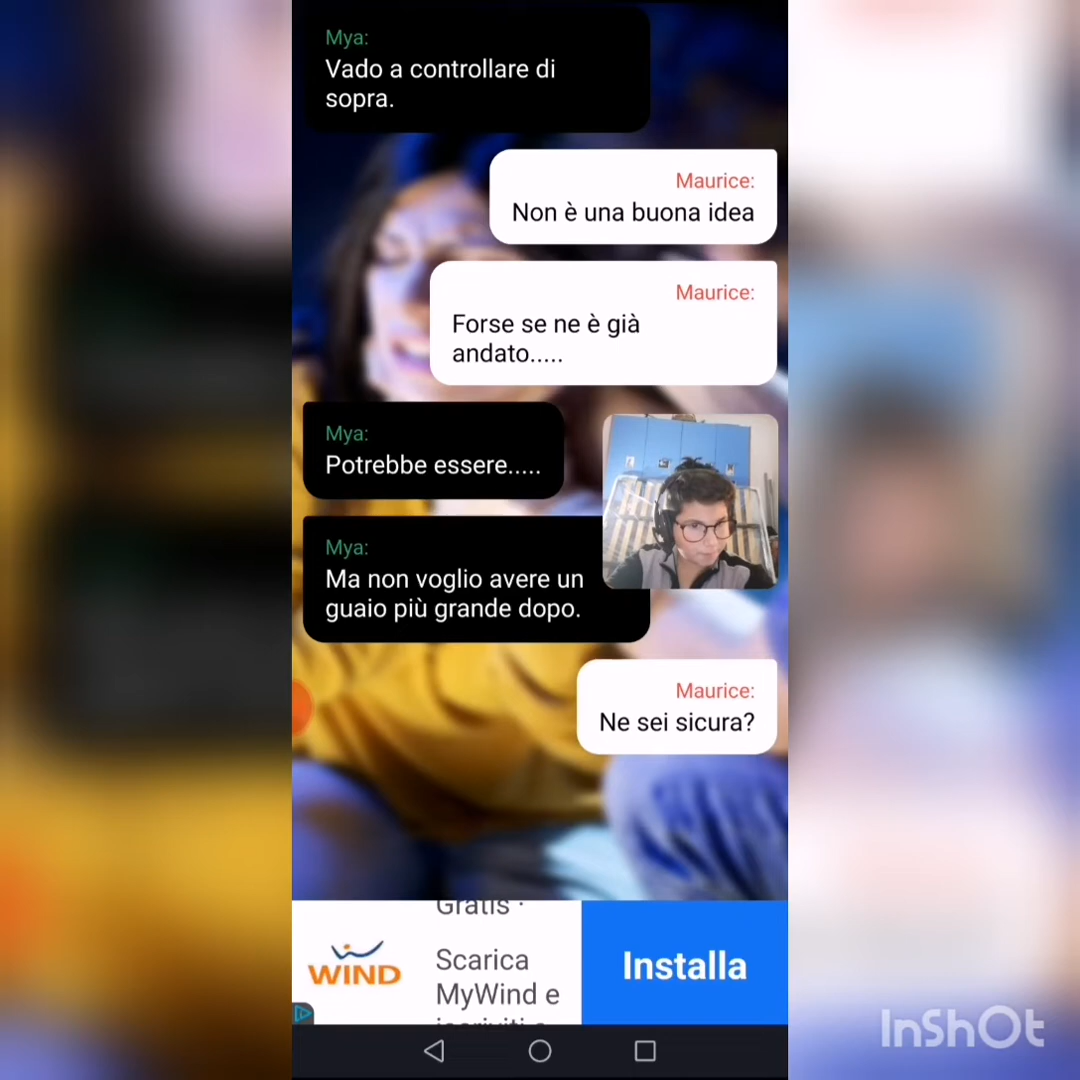 Mya:
Vado a controllare di
sopra.
Maurice:
Non è una buona idea
Maurice:
Forse se ne è già
andato.....
Mya:
Potrebbe essere.....
Mya:
Ma non voglio avere un
guaio più grande dopo.
Maurice:
Ne sei sicura?
Gratis ·
WIND
Scarica
MyWind e
Installa
InShOt